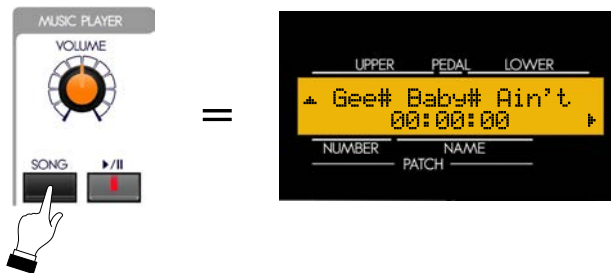 MUSIC PLAYER
VOLUME
SONG ▶/II
=
UPPER PEDAL LOWER
Gee# Baby# Ain't
00:00:00
NUMBER NAME
PATCH